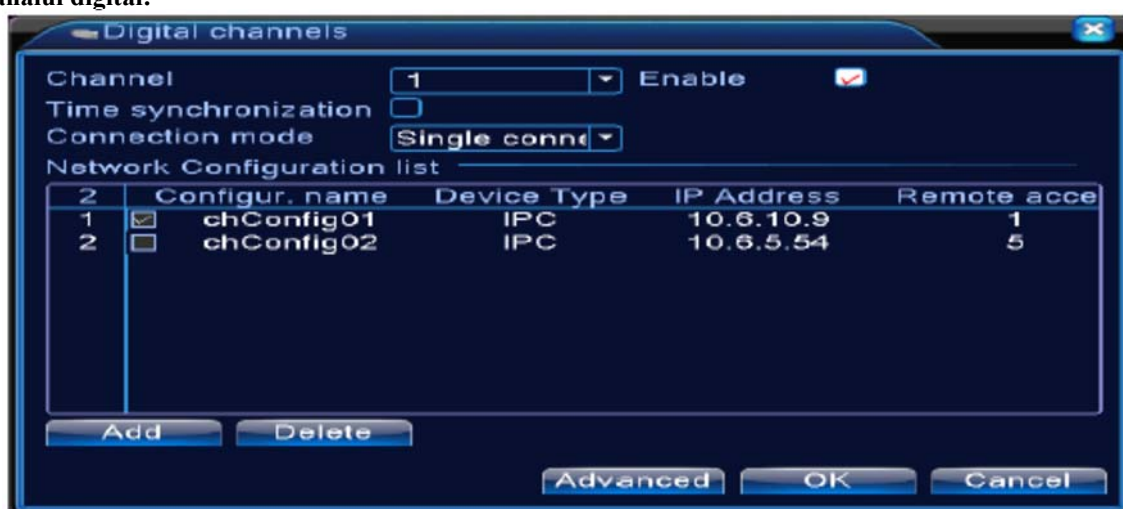 digital.
Digital channels
Channel 1 Enable
Time synchronization
Connection mode Single conne
Network Configuration list
2 Configur. name Device Type IP Address Remote acce
1 chConfig01 IPC 10.6.10.9 1
2 chConfig02 IPC 10.6.5.54 5
Add Delete
Advanced OK Cancel